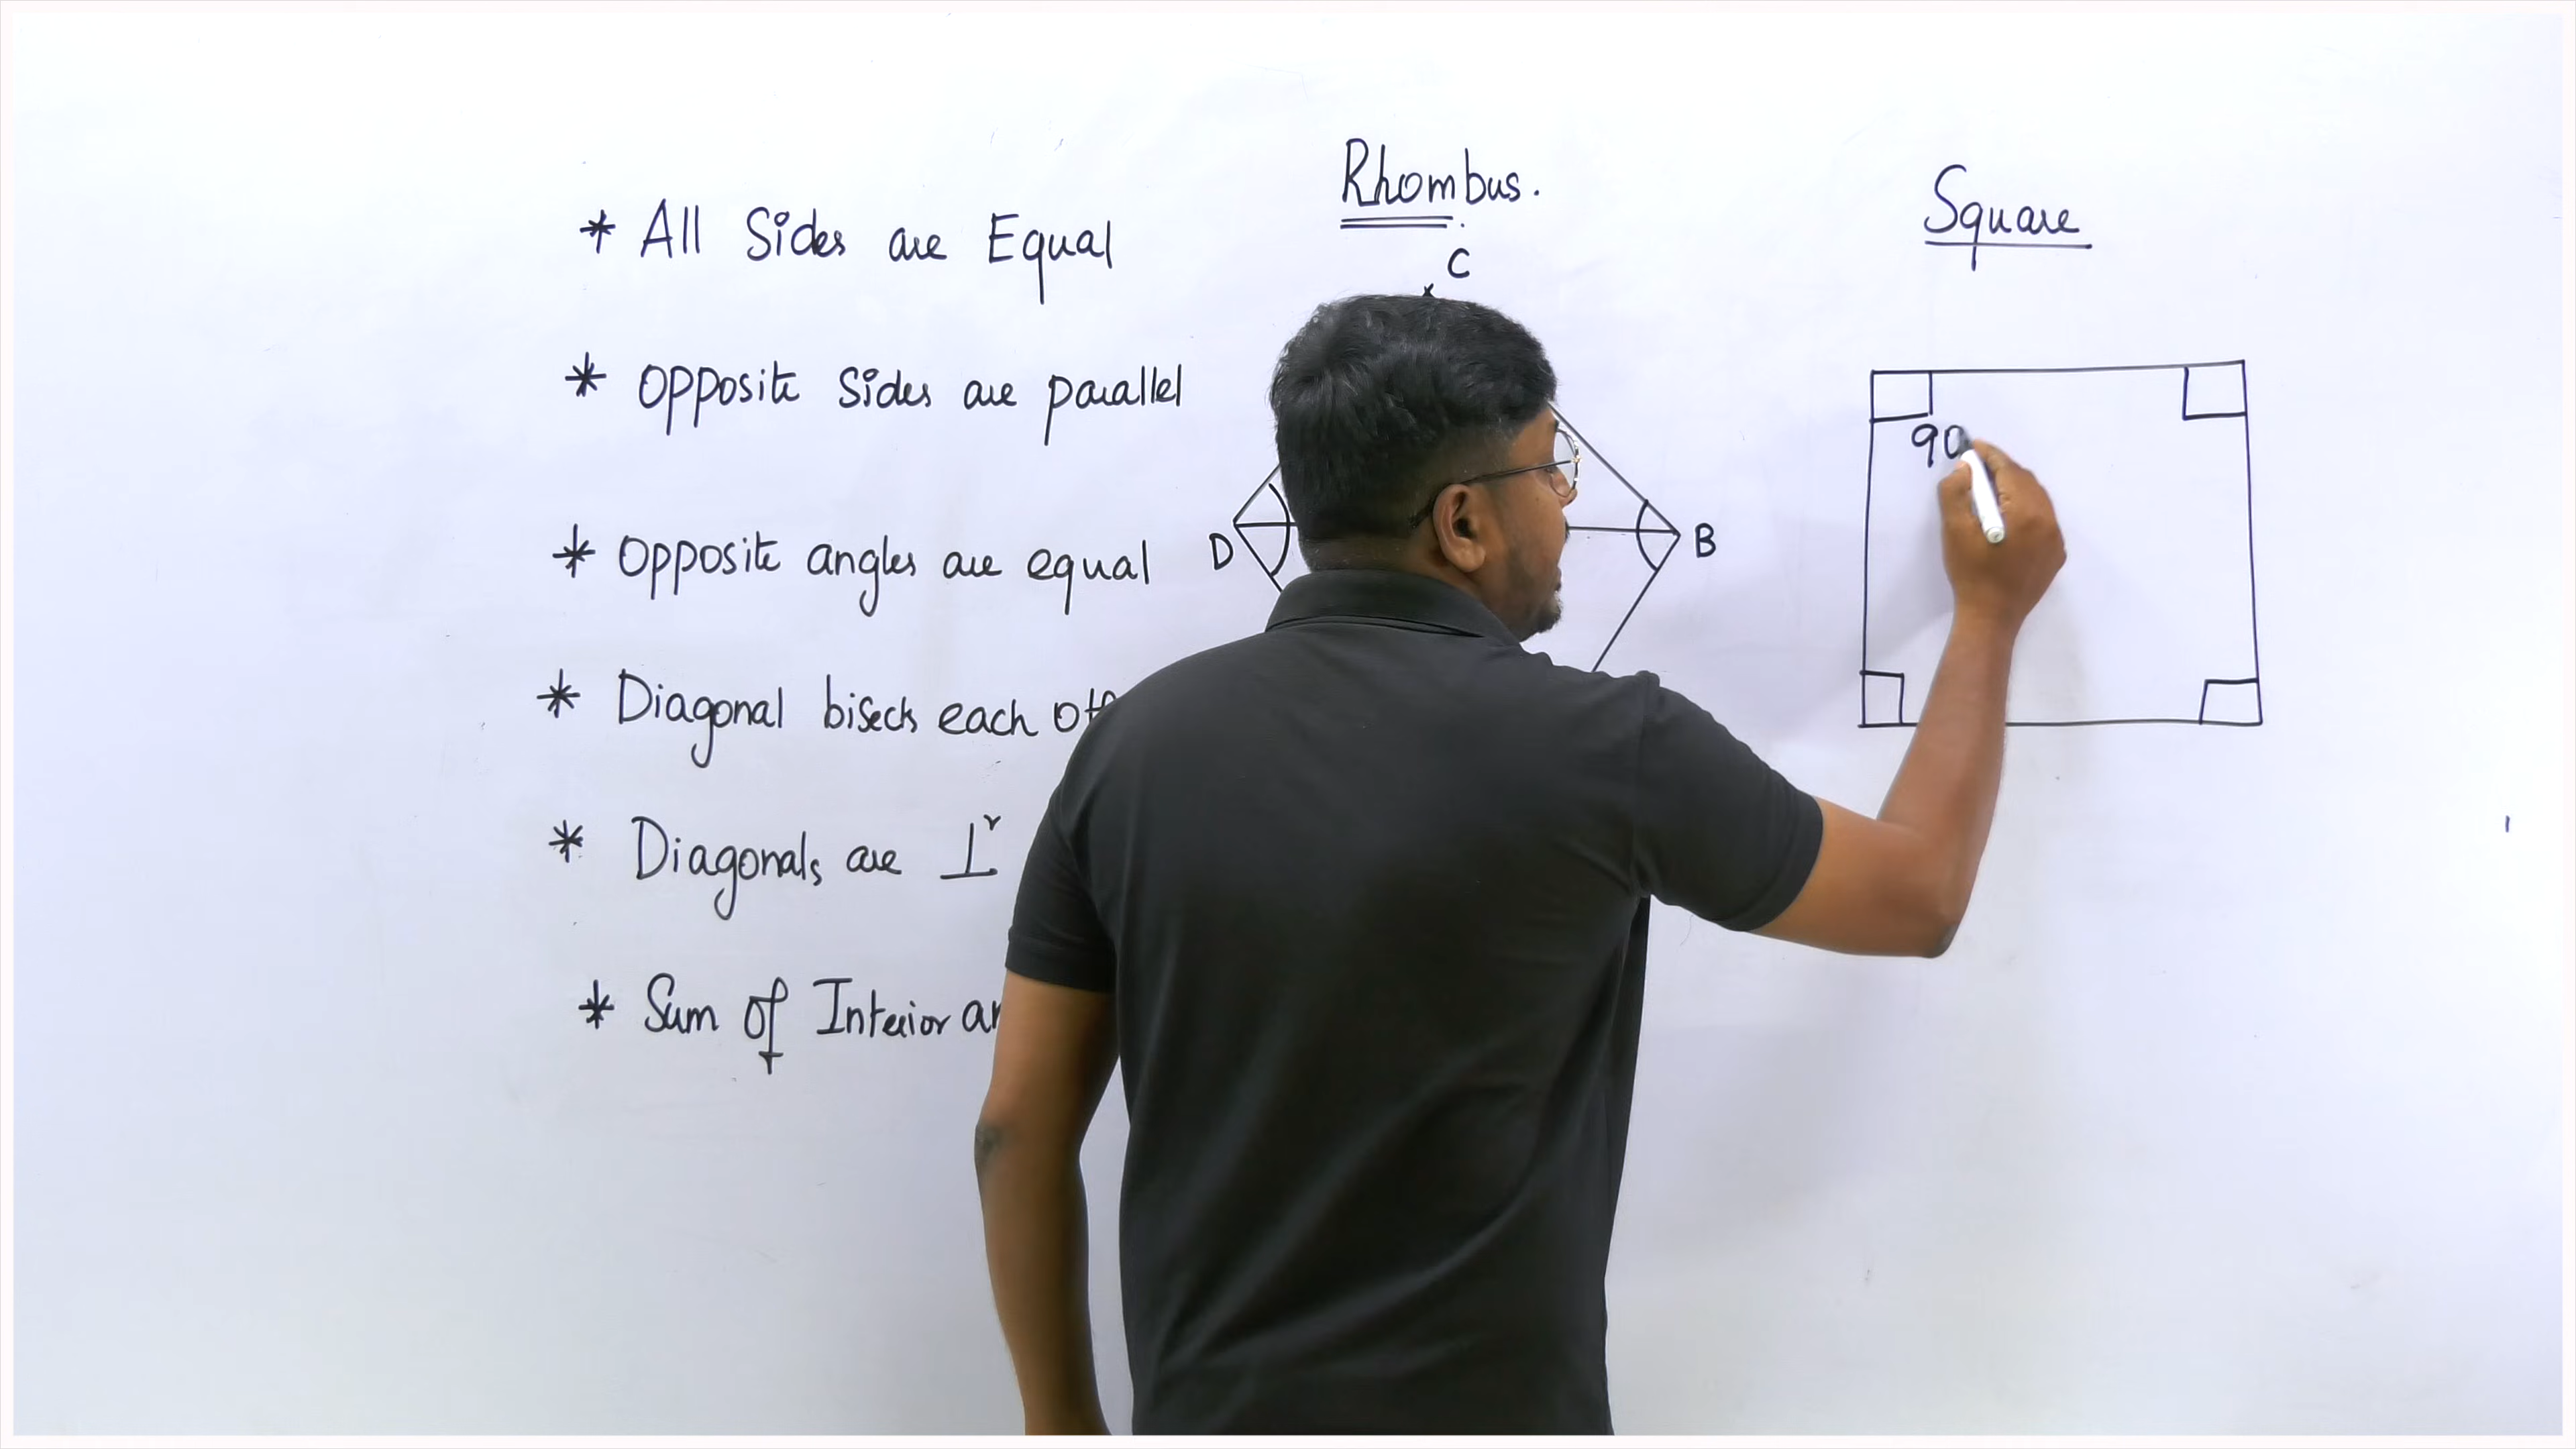 * All Sides are Equal
* Opposite Sides are parallel
* Opposite angles are equal
* Diagonal bisects each
* Diagonals are ⊥r
* Sum of Interior
Rhombus.
C
D
B
Square
90